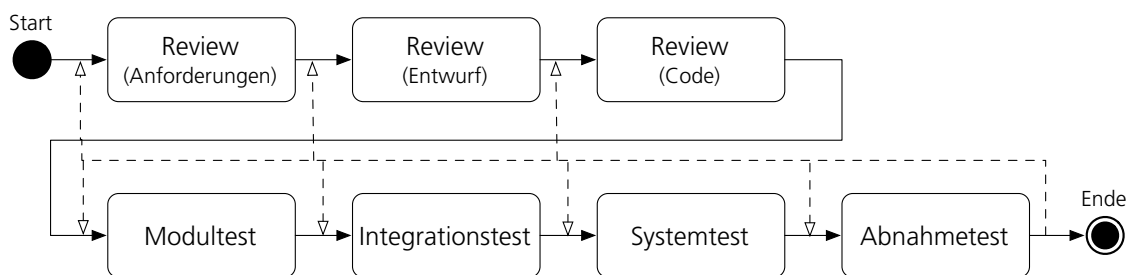 Start
Review
(Anforderungen)
Review
(Entwurf)
Review
(Code)
Modultest
Integrationstest
Systemtest
Abnahmetest
Ende